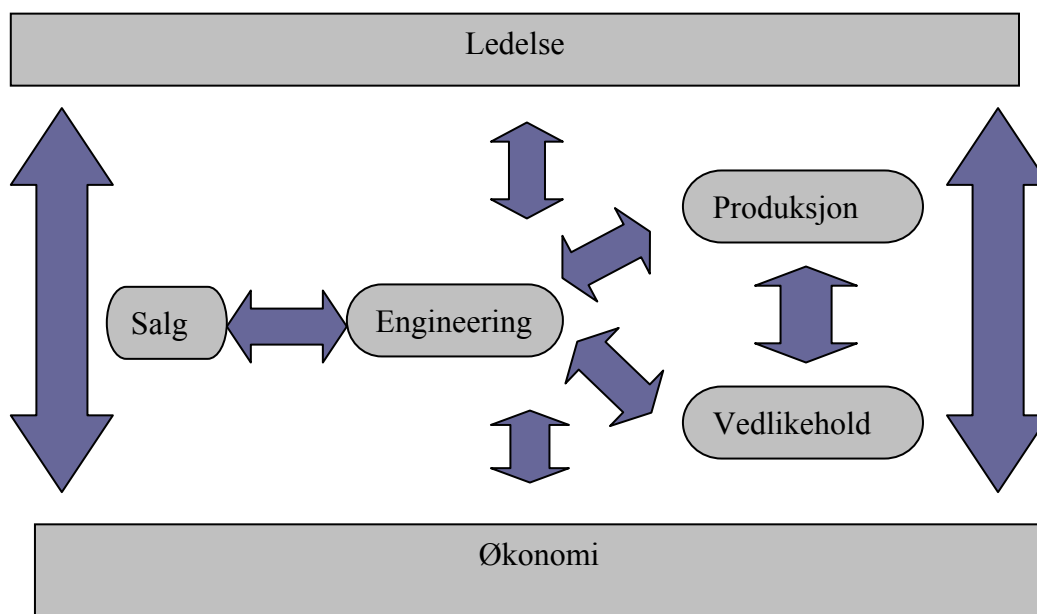 Ledelse
Produksjon
Salg
Engineering
Vedlikehold
Økonomi